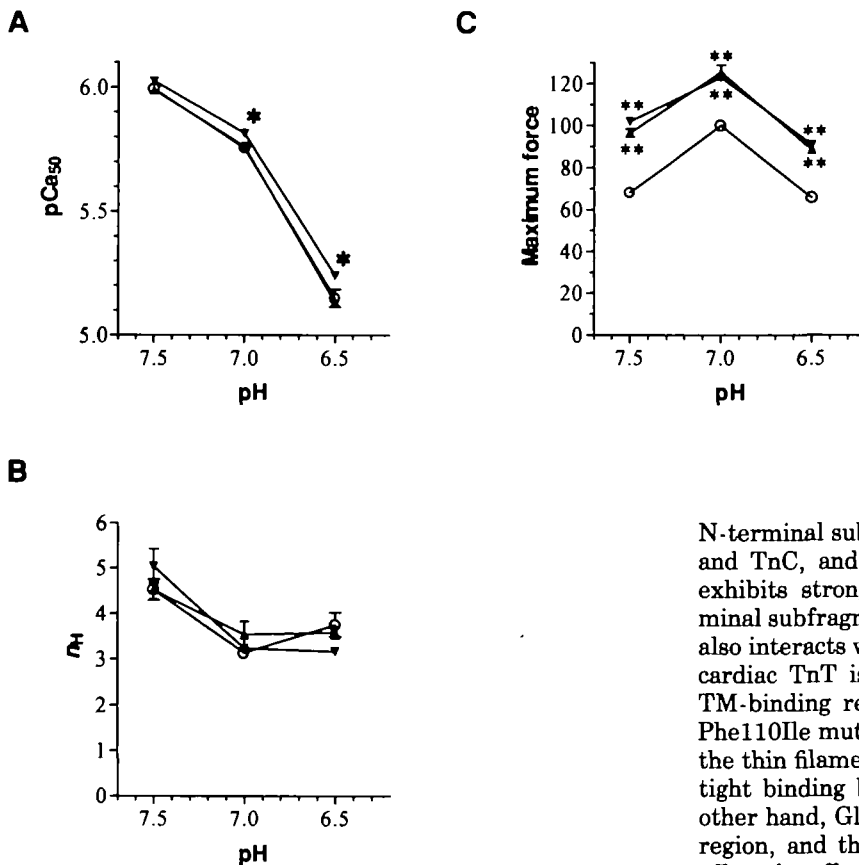 A
6.0
5.5
5.0
pCa50
*
*
7.5 7.0 6.5
pH
C
120
100
80
60
40
20
0
Maximum force
** ** **
** ** **
7.5 7.0 6.5
pH
B
6
5
4
3
2
1
0
nH
7.5 7.0 6.5
pH
N-terminal
and TnC, and
exhibits stron
minal
also interacts
cardiac TnT is
TM-binding re
Phe110Ile mut
the thin filame
tight binding
other hand, Gl
region, and th